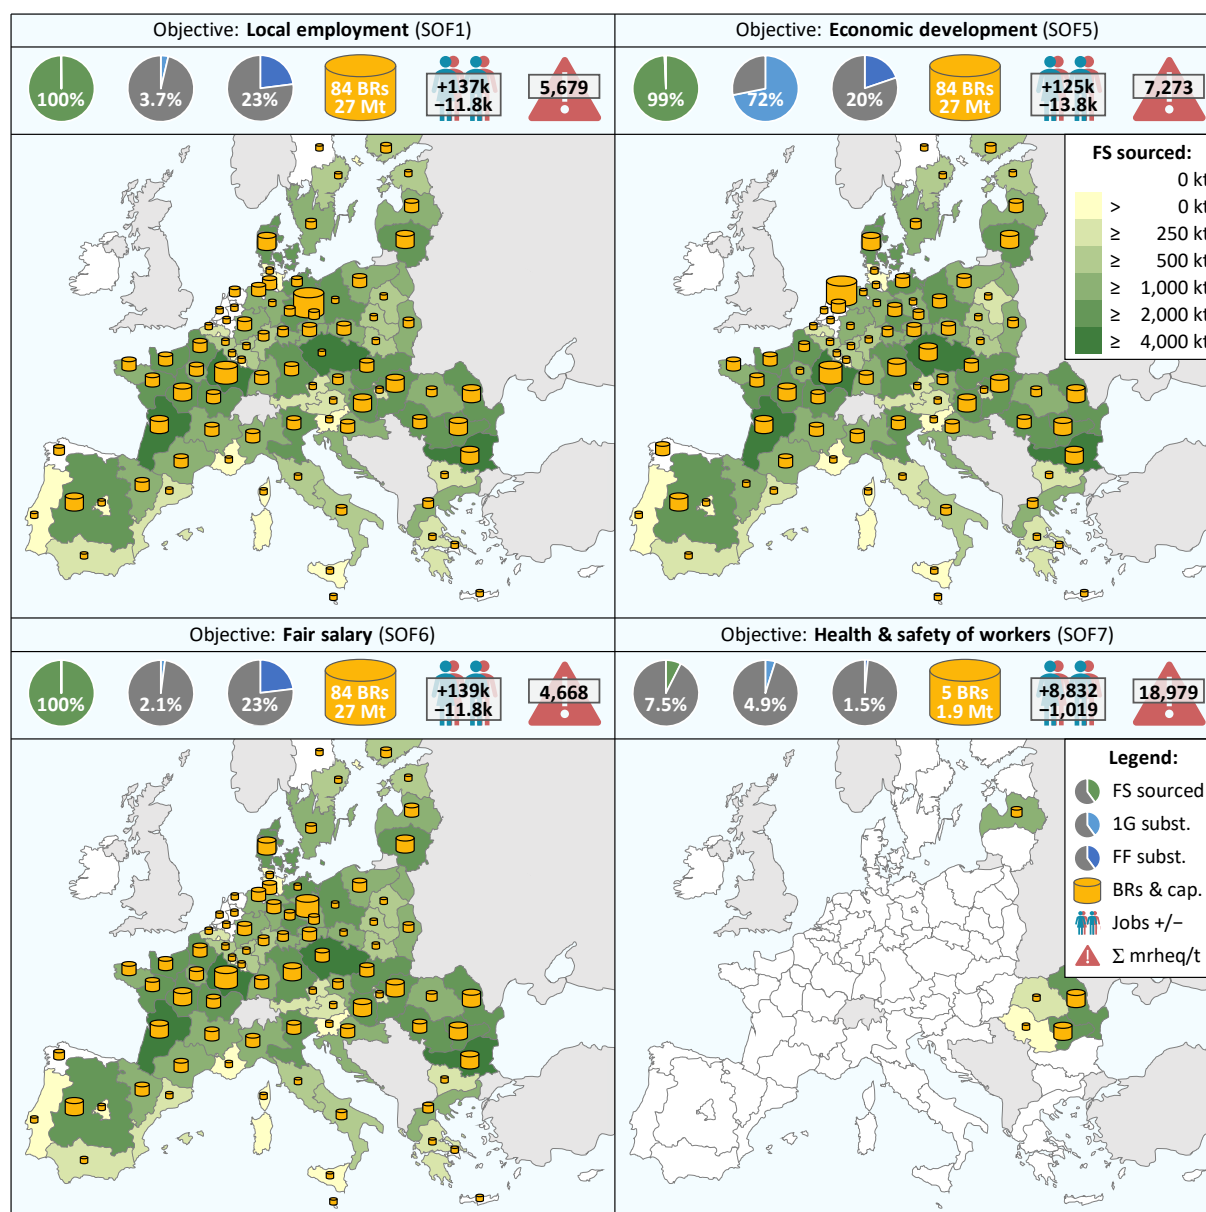 Objective: Local employment (SOF1)
100%
3.7%
23%
84 BRs
27 Mt
+137k
−11.8k
5,679
Objective: Economic development (SOF5)
99%
72%
20%
84 BRs
27 Mt
+125k
−13.8k
7,273
FS sourced:
0 kt
≥ 0 kt
≥ 250 kt
≥ 500 kt
≥ 1,000 kt
≥ 2,000 kt
≥ 4,000 kt
Objective: Fair salary (SOF6)
100%
2.1%
23%
84 BRs
27 Mt
+139k
−11.8k
4,668
Objective: Health & safety of workers (SOF7)
7.5%
4.9%
1.5%
5 BRs
1.9 Mt
+8,832
−1,019
18,979
Legend:
FS sourced
1G subst.
FF subst.
BRs & cap.
Jobs +/−
Σ mrheq/t